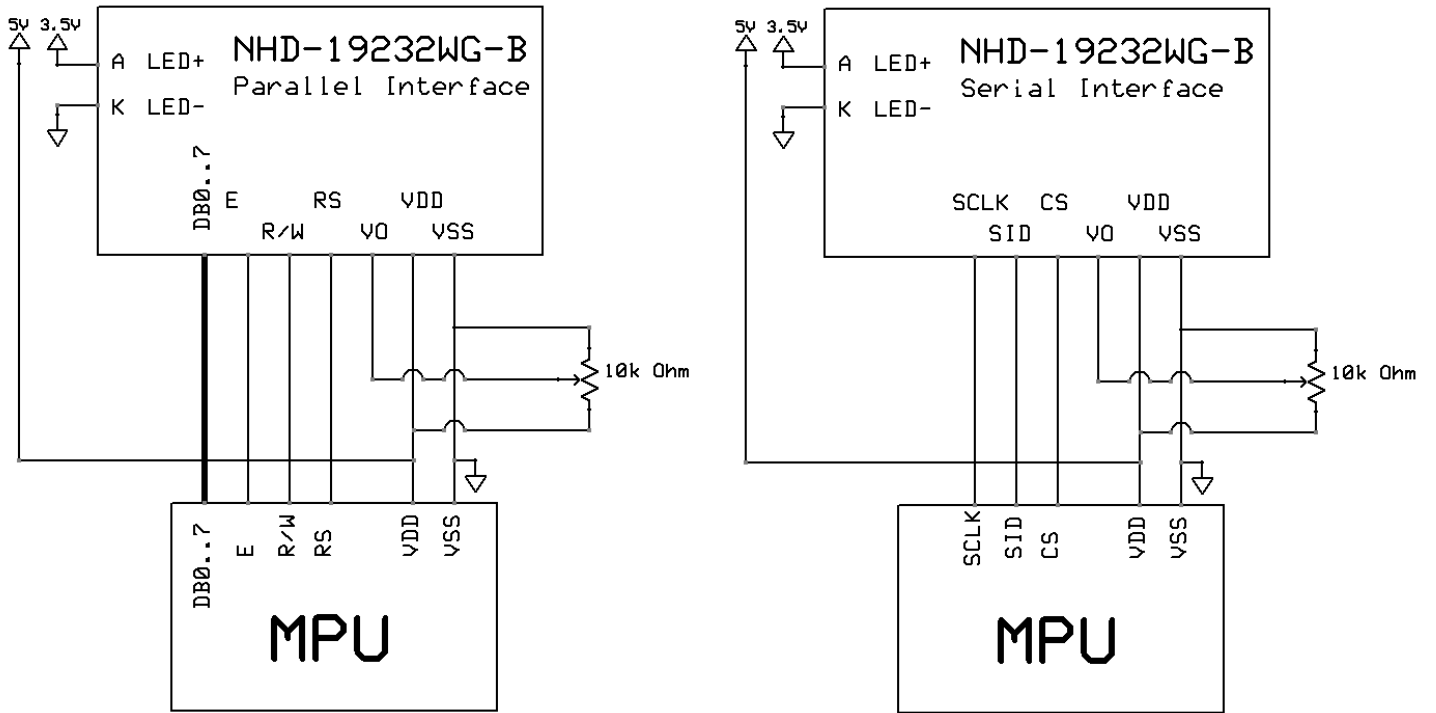 5V 3.5V
A LED+
NHD-19232WG-B
Parallel Interface
K LED-
DB0..7
E
RS
VDD
R/W
VO
VSS
10k Ohm
DB0..7
E
R/W
RS
VDD
VSS
MPU
5V 3.5V
A LED+
NHD-19232WG-B
Serial Interface
K LED-
SCLK
CS
VDD
SID
VO
VSS
10k Ohm
SCLK
SID
CS
VDD
VSS
MPU